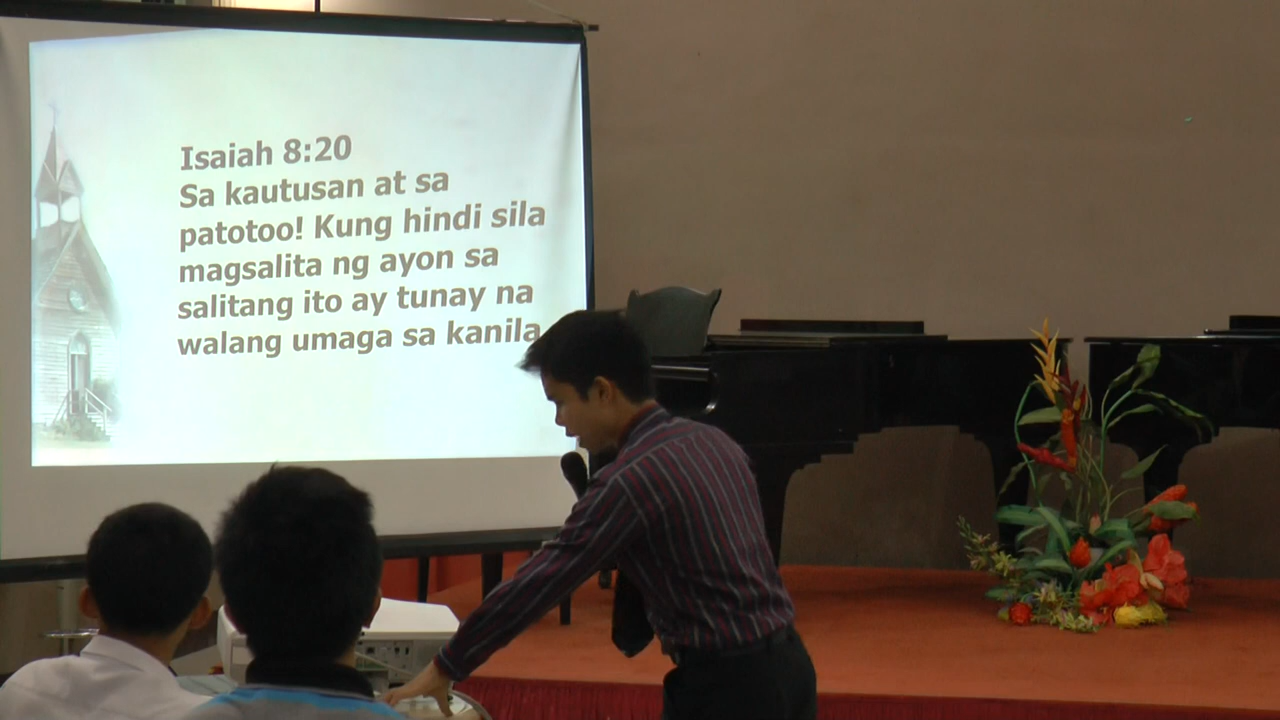 Isaiah 8:20
Sa kautusan at sa
patotoo! Kung hindi sila
magsalita ng ayon sa
salitang ito ay tunay na
walang umaga sa kanila